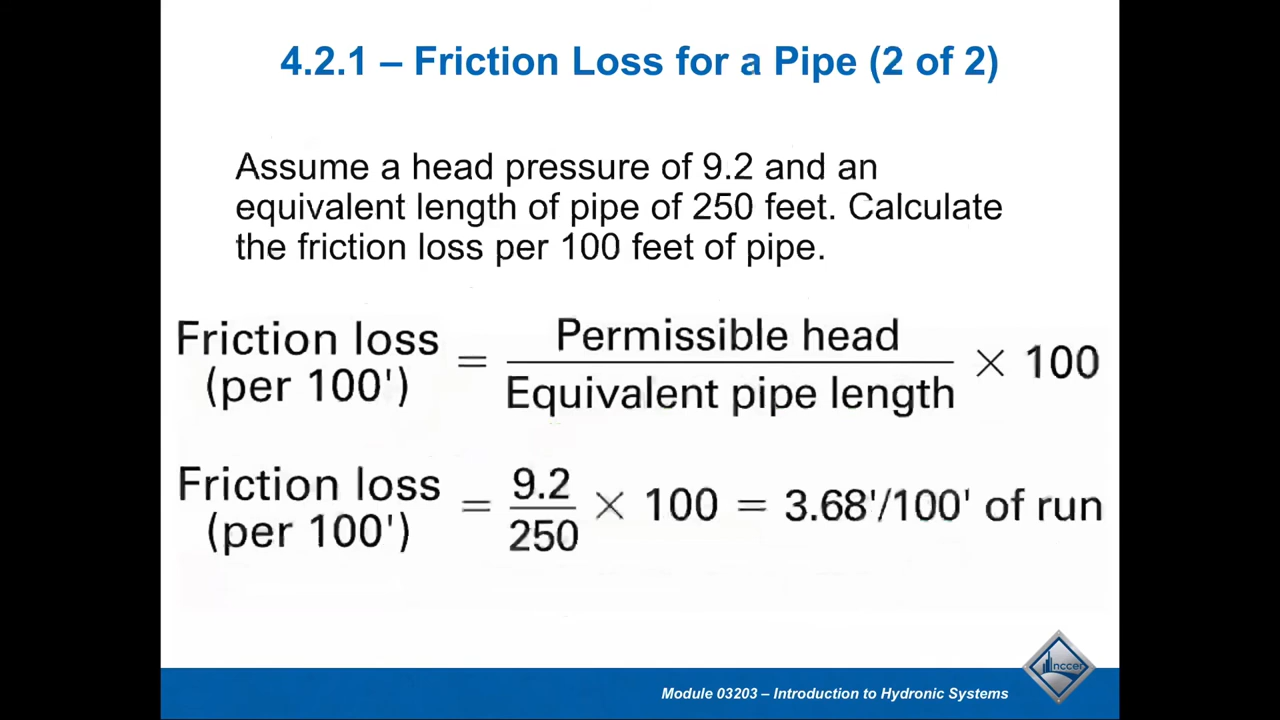 4.2.1 – Friction Loss for a Pipe (2 of 2)
Assume a head pressure of 9.2 and an
equivalent length of pipe of 250 feet. Calculate
the friction loss per 100 feet of pipe.
Friction loss (per 100') = Permissible head / Equivalent pipe length × 100
Friction loss (per 100') = 9.2 / 250 × 100 = 3.68'/100' of run
nccer
Module 03203 – Introduction to Hydronic Systems